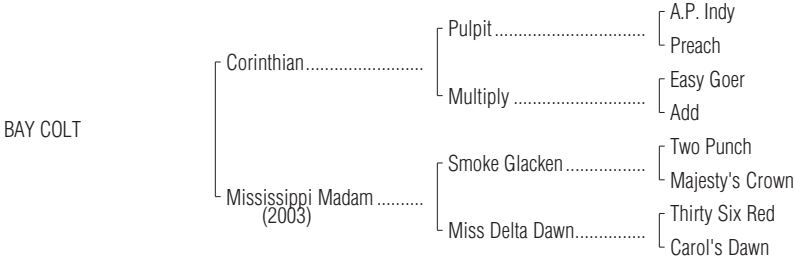 A.P. Indy
Pulpit................................
Preach
Corinthian.........................
Easy Goer
Multiply ............................
Add
BAY COLT
Two Punch
Smoke Glacken.................
Majesty's Crown
Mississippi Madam ..........
(2003)
Thirty Six Red
Miss Delta Dawn...............
Carol's Dawn